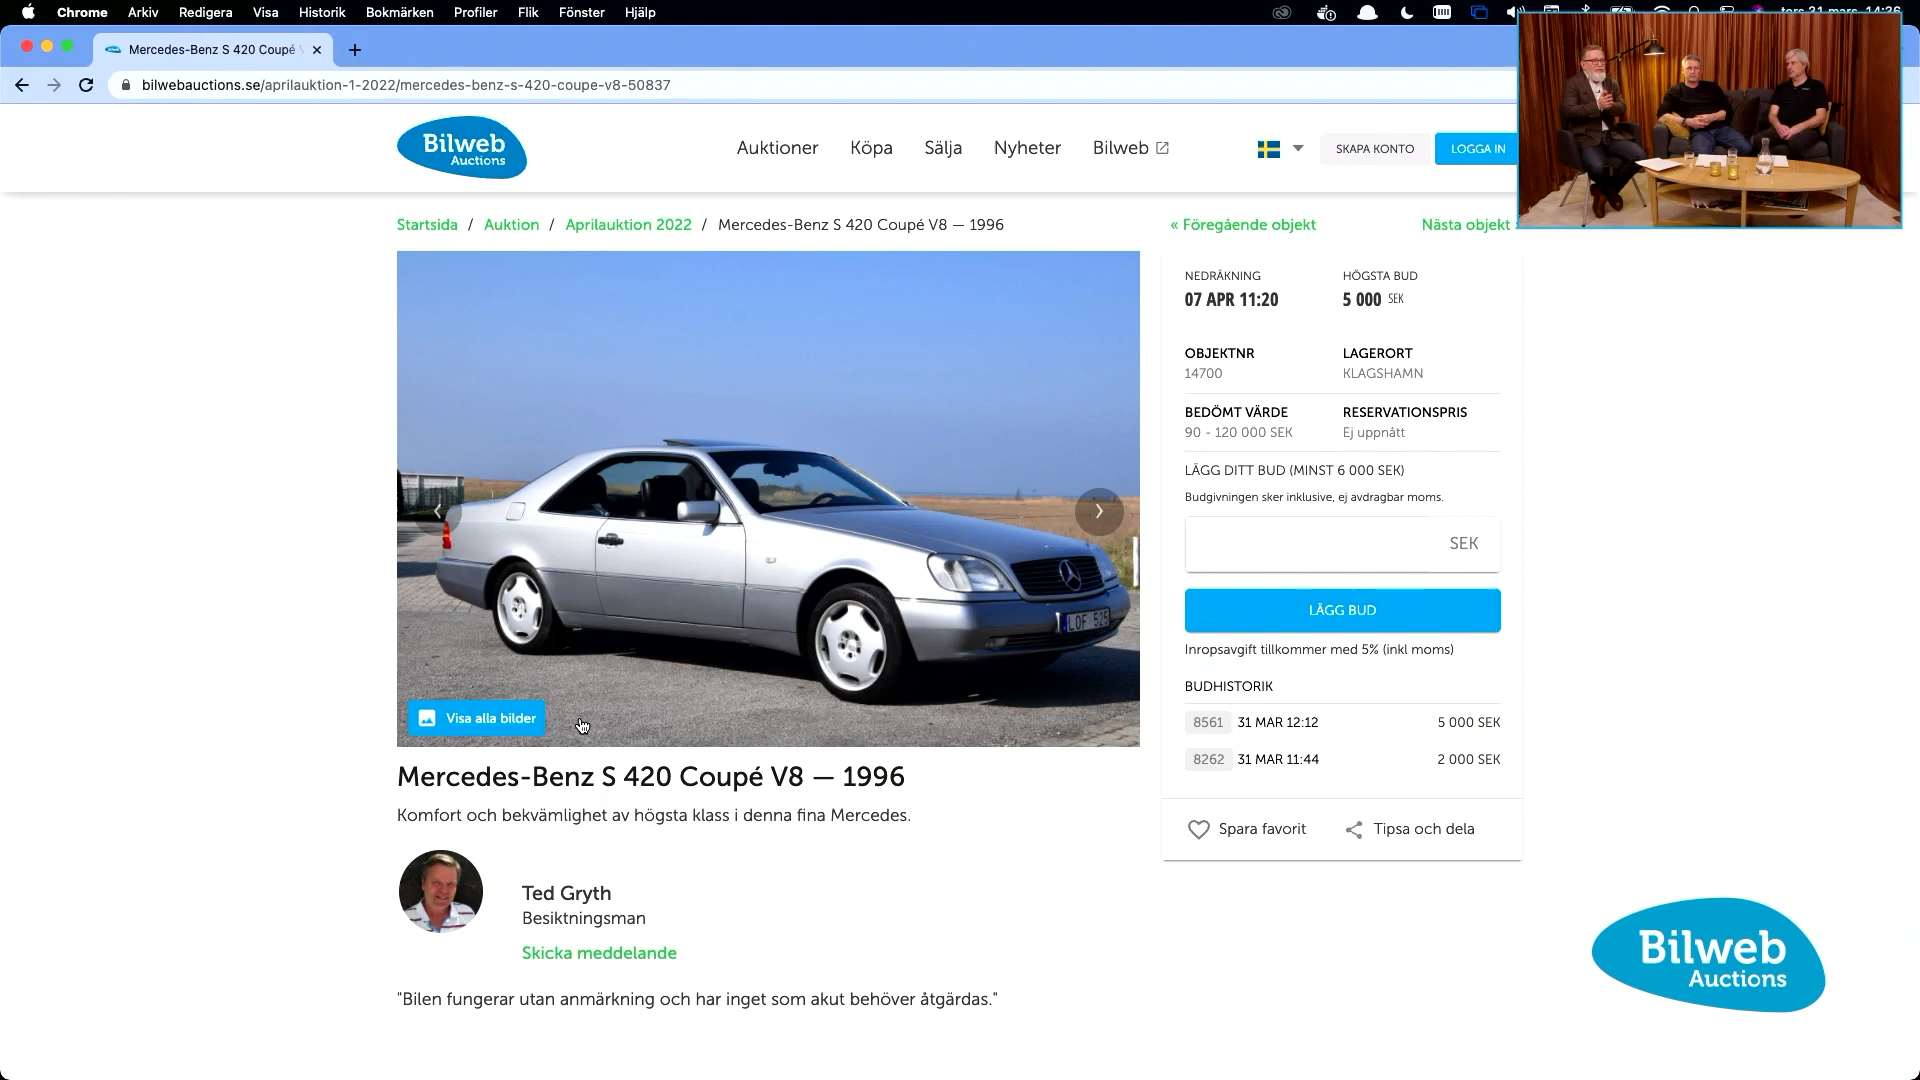 Chrome Arkiv Redigera Visa Historik Bokmärken Profiler Flik Fönster Hjälp
Mercedes-Benz S 420 Coupé
bilwebauctions.se/aprilauktion-1-2022/mercedes-benz-s-420-coupe-v8-50837
Bilweb
Auctions
Auktioner Köpa Sälja Nyheter Bilweb
SKAPA KONTO LOGGA IN
Startsida / Auktion / Aprilauktion 2022 / Mercedes-Benz S 420 Coupé V8 — 1996
« Föregående objekt Nästa objekt
NEDRÄKNING HÖGSTA BUD
07 APR 11:20 5 000 SEK
OBJEKTNR LAGERORT
14700 KLAGSHAMN
BEDÖMT VÄRDE RESERVATIONSPRIS
90 - 120 000 SEK Ej uppnått
LÄGG DITT BUD (MINST 6 000 SEK)
Budgivningen sker inklusive, ej avdragbar moms.
SEK
LÄGG BUD
Inropsavgift tillkommer med 5% (inkl moms)
BUDHISTORIK
8561 31 MAR 12:12 5 000 SEK
8262 31 MAR 11:44 2 000 SEK
Spara favorit Tipsa och dela
LOF 525
Visa alla bilder
Mercedes-Benz S 420 Coupé V8 — 1996
Komfort och bekvämlighet av högsta klass i denna fina Mercedes.
Ted Gryth
Besiktningsman
Skicka meddelande
"Bilen fungerar utan anmärkning och har inget som akut behöver åtgärdas."
Bilweb
Auctions